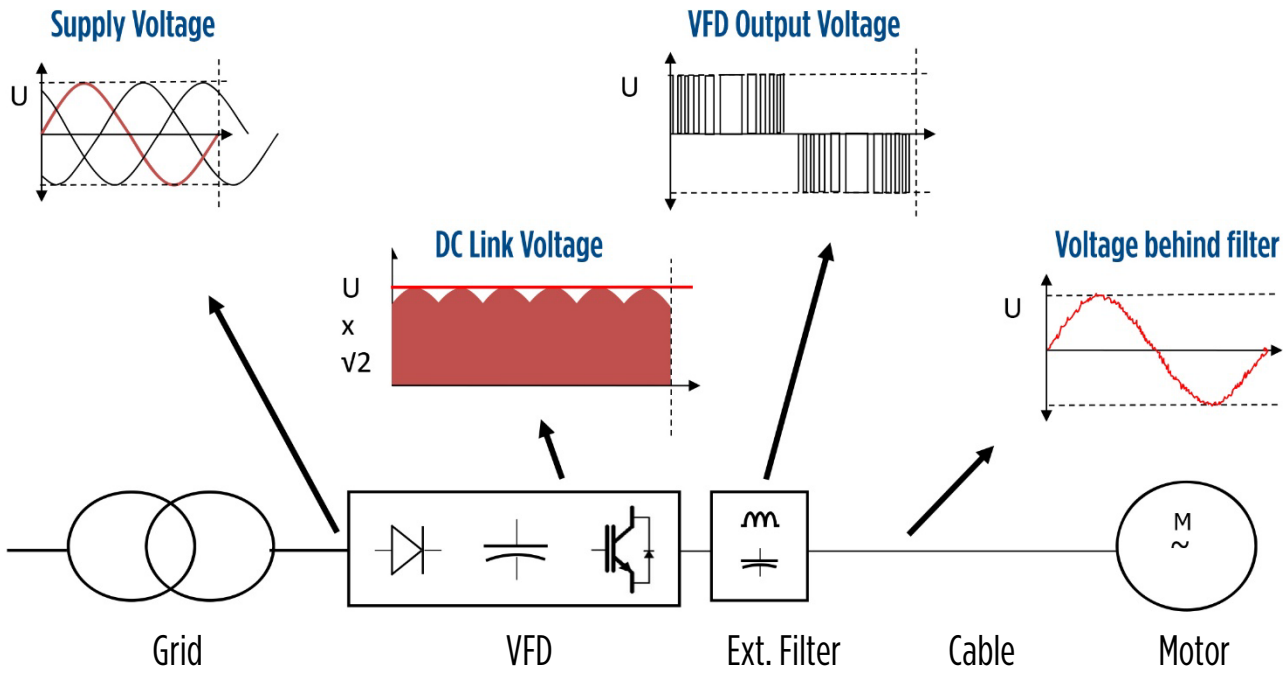 Supply Voltage
U
VFD Output Voltage
U
DC Link Voltage
U
x
√2
Voltage behind filter
U
M
~
Grid
VFD
Ext. Filter
Cable
Motor